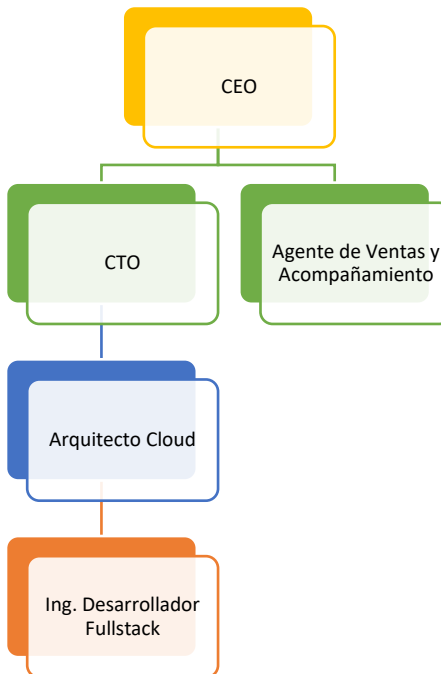 CEO
CTO
Agente de Ventas y
Acompañamiento
Arquitecto Cloud
Ing. Desarrollador
Fullstack